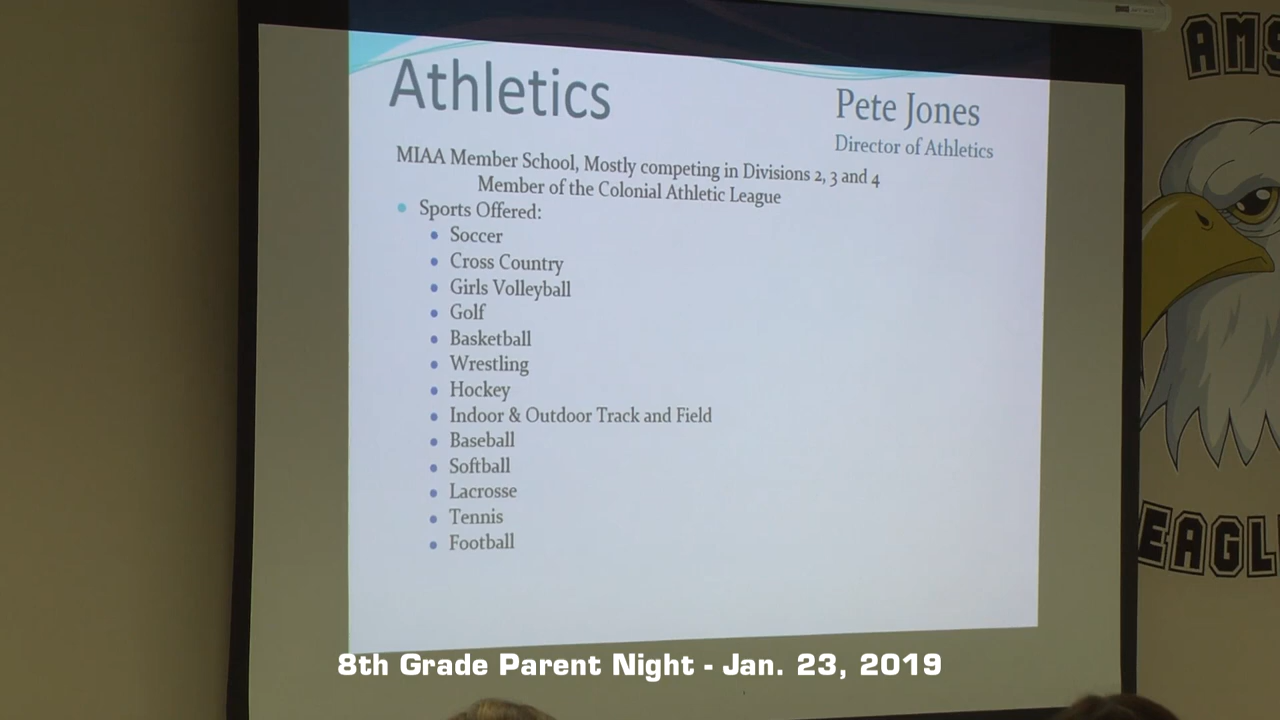 Athletics
Pete Jones
Director of Athletics
MIAA Member School, Mostly competing in Divisions 2, 3 and 4
Member of the Colonial Athletic League
Sports Offered:
Soccer
Cross Country
Girls Volleyball
Golf
Basketball
Wrestling
Hockey
Indoor & Outdoor Track and Field
Baseball
Softball
Lacrosse
Tennis
Football
AMS
EAGL
8th Grade Parent Night - Jan. 23, 2019